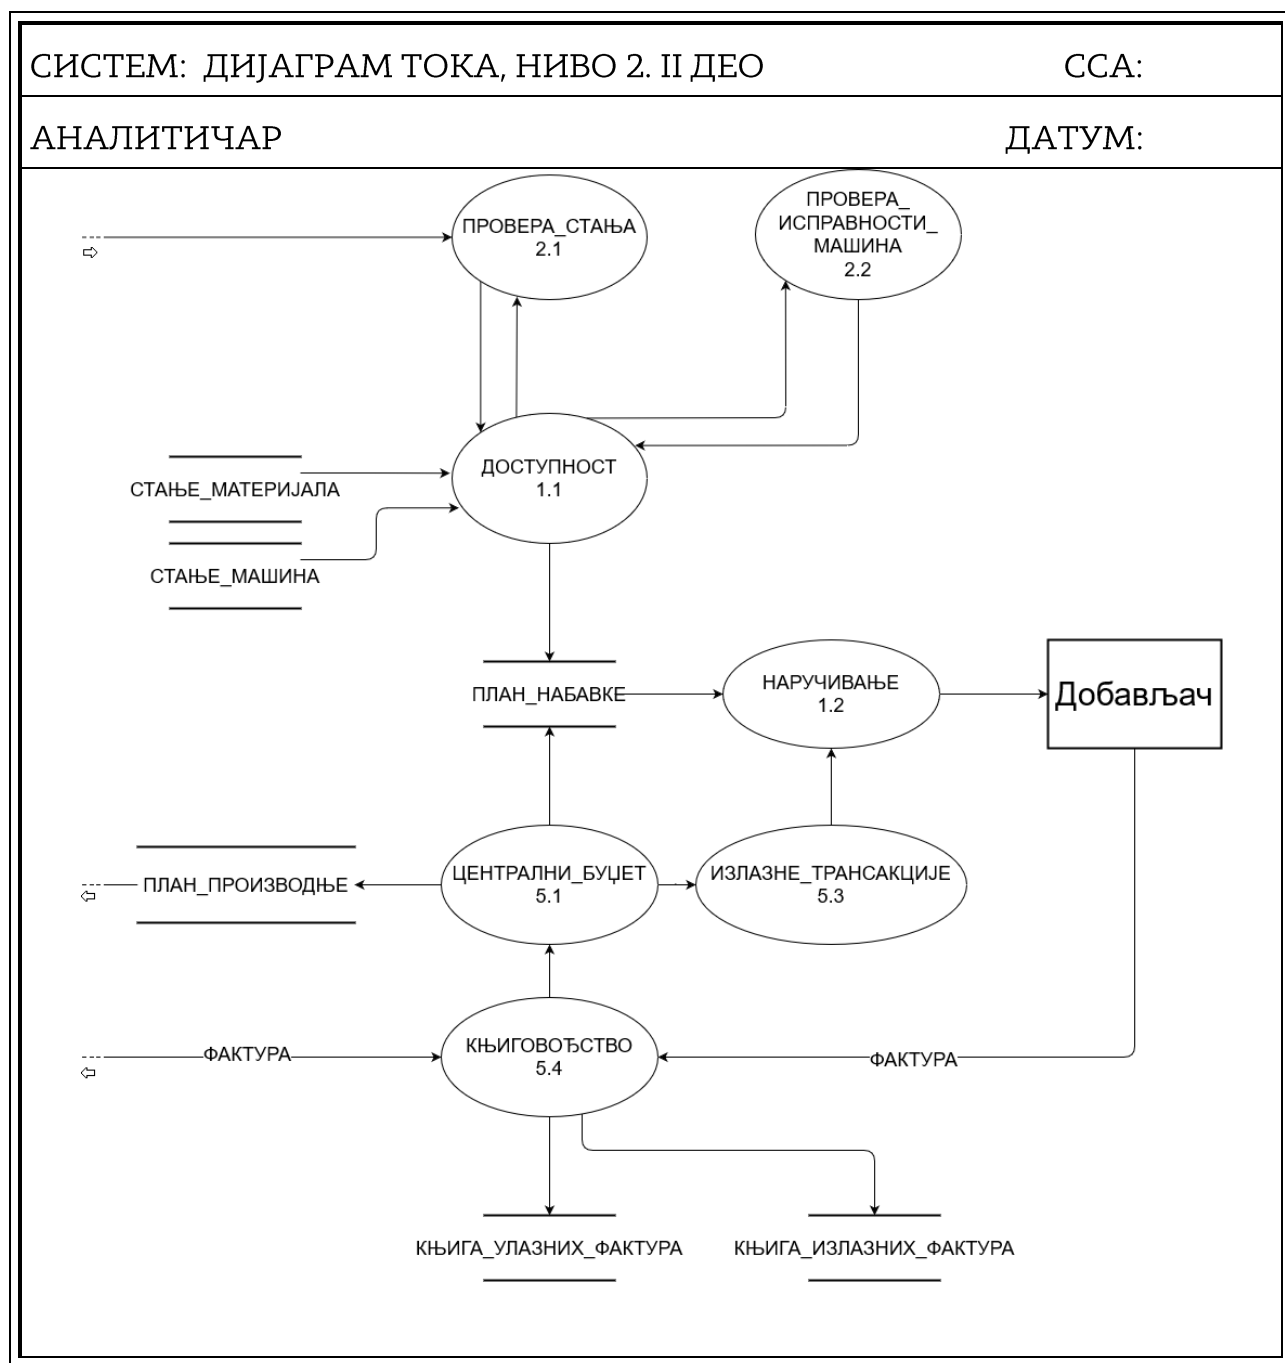 СИСТЕМ: ДИЈАГРАМ ТОКА, НИВО 2. II ДЕО
ССА:
АНАЛИТИЧАР
ДАТУМ:
ПРОВЕРА_СТАЊА
2.1
ПРОВЕРА_
ИСПРАВНОСТИ_
МАШИНА
2.2
ДОСТУПНОСТ
1.1
СТАЊЕ_МАТЕРИЈАЛА
СТАЊЕ_МАШИНА
ПЛАН_НАБАВКЕ
НАРУЧИВАЊЕ
1.2
Добављач
ПЛАН_ПРОИЗВОДЊЕ
ЦЕНТРАЛНИ_БУЏЕТ
5.1
ИЗЛАЗНЕ_ТРАНСАКЦИЈЕ
5.3
ФАКТУРА
КЊИГОВОЂСТВО
5.4
ФАКТУРА
КЊИГА_УЛАЗНИХ_ФАКТУРА
КЊИГА_ИЗЛАЗНИХ_ФАКТУРА